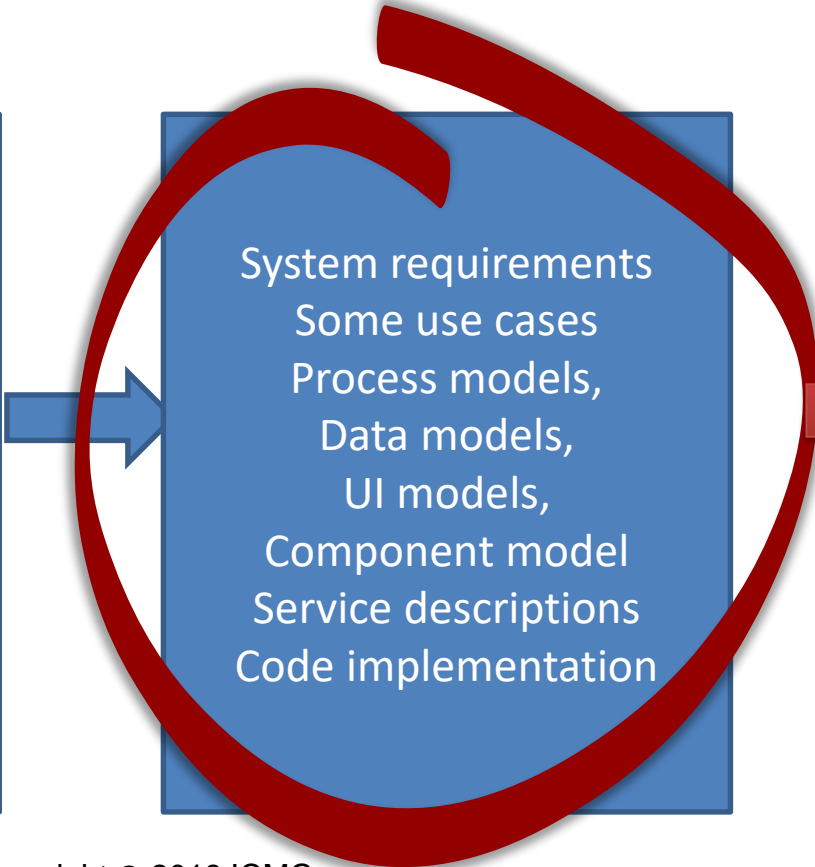 System requirements
Some use cases
Process models,
Data models,
UI models,
Component model
Service descriptions
Code implementation